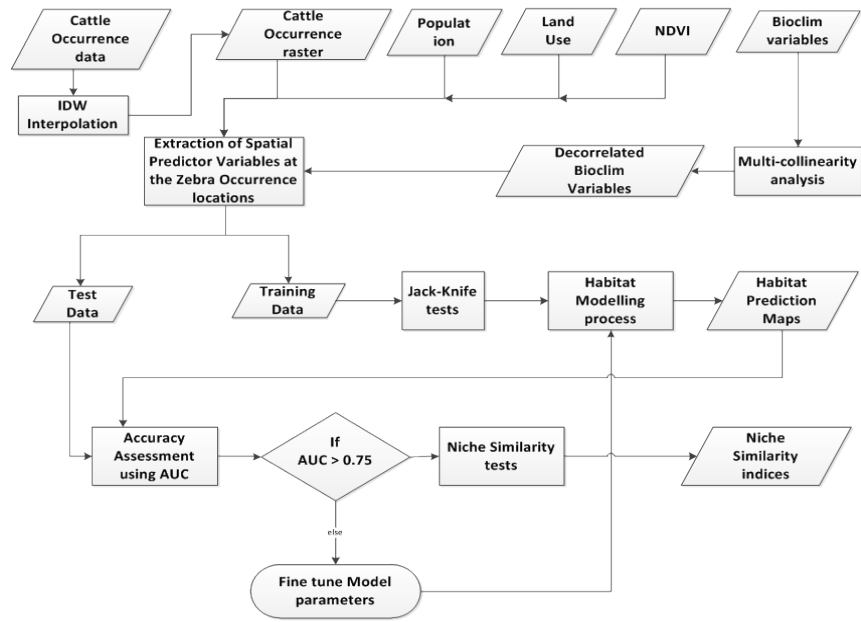 Cattle
Occurrence
data
Cattle
Occurrence
raster
Populat
ion
Land
Use
NDVI
Bioclim
variables
IDW
Interpolation
Extraction of Spatial
Predictor Variables at
the Zebra Occurrence
locations
Decorrelated
Bioclim
Variables
Multi-collinearity
analysis
Test
Data
Training
Data
Jack-Knife
tests
Habitat
Modelling
process
Habitat
Prediction
Maps
Accuracy
Assessment
using AUC
If
AUC > 0.75
Niche Similarity
tests
Niche
Similarity
indices
else
Fine tune Model
parameters